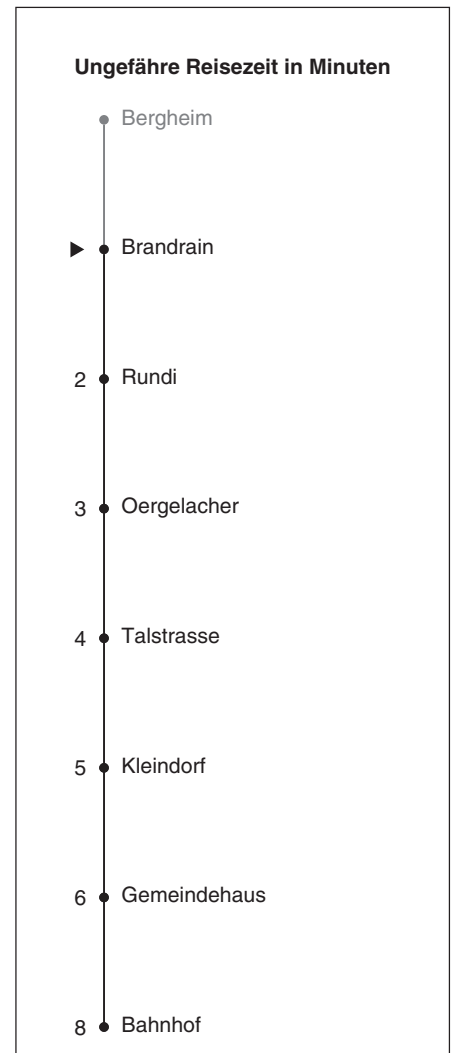 Ungefähre Reisezeit in Minuten
Bergheim
Brandrain
2 Rundi
3 Oergelacher
4 Talstrasse
5 Kleindorf
6 Gemeindehaus
8 Bahnhof